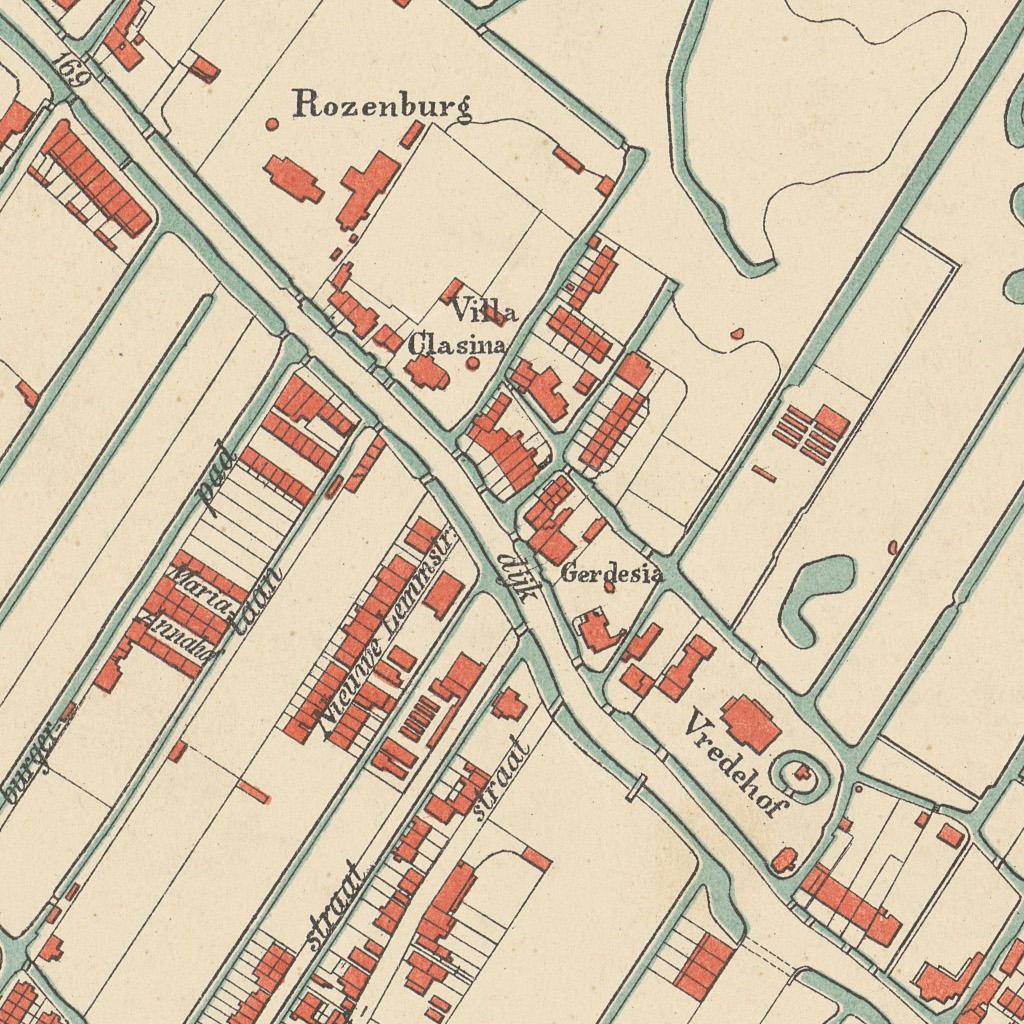 169
Rozenburg
Villa
Clasina
pad
Maria
Annahof
laan
Nieuwe Lemmstr.
dijk
Gerdesia
Vredehof
burger
straat
straat